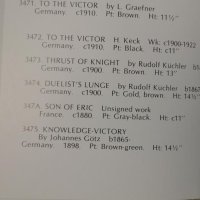 3471. TO THE VICTOR by L. Graefner
Germany. c1910. Pt: Brown. Ht: 11½"
3472. TO THE VICTOR H. Keck Wk: c1900-1922
Germany. c1910. Pt: Black. Ht: c11"
3473. THRUST OF KNIGHT by Rudolf Kuchler
Germany. c1900. Pt: Brown. Ht: 13"
3474. DUELIST'S LUNGE by Rudolf Kuchler b1867
Germany. c1900. Pt: Gold, brown. Ht: 14½"
347A. SON OF ERIC Unsigned work
France. c1880. Pt: Gray-black. Ht: c11"
3475 KNOWLEDGE-VICTORY
By Johannes Gotz b1865-
Germany. 1898 Pt: Brown-green. Ht: 14½"